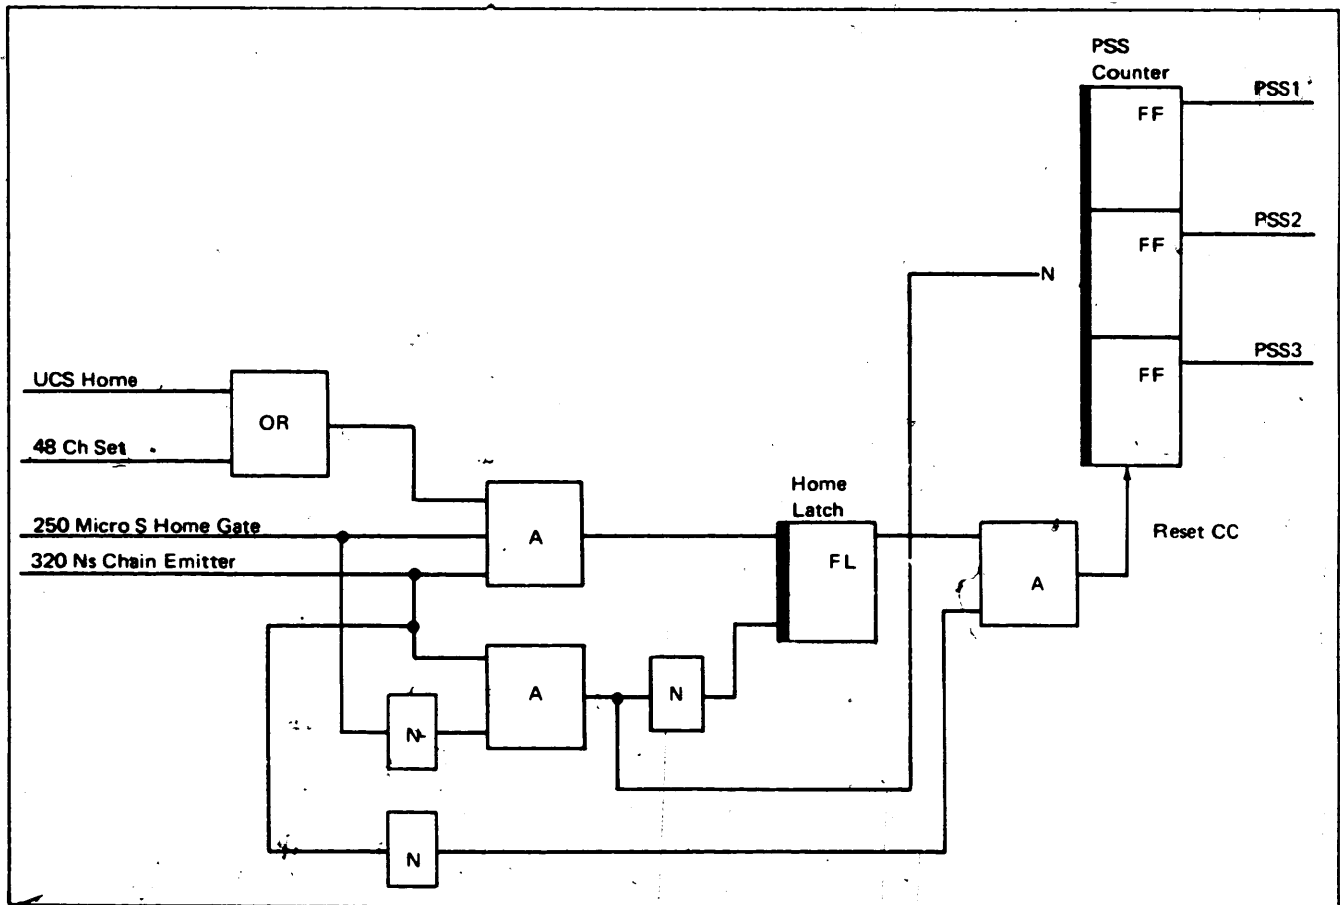 PSS
Counter
PSS1
FF
PSS2
FF
N
PSS3
FF
UCS Home
OR
48 Ch Set
Home
Latch
250 Micro S Home Gate
A
Reset CC
320 Ns Chain Emitter
FL
A
A
N
N
N